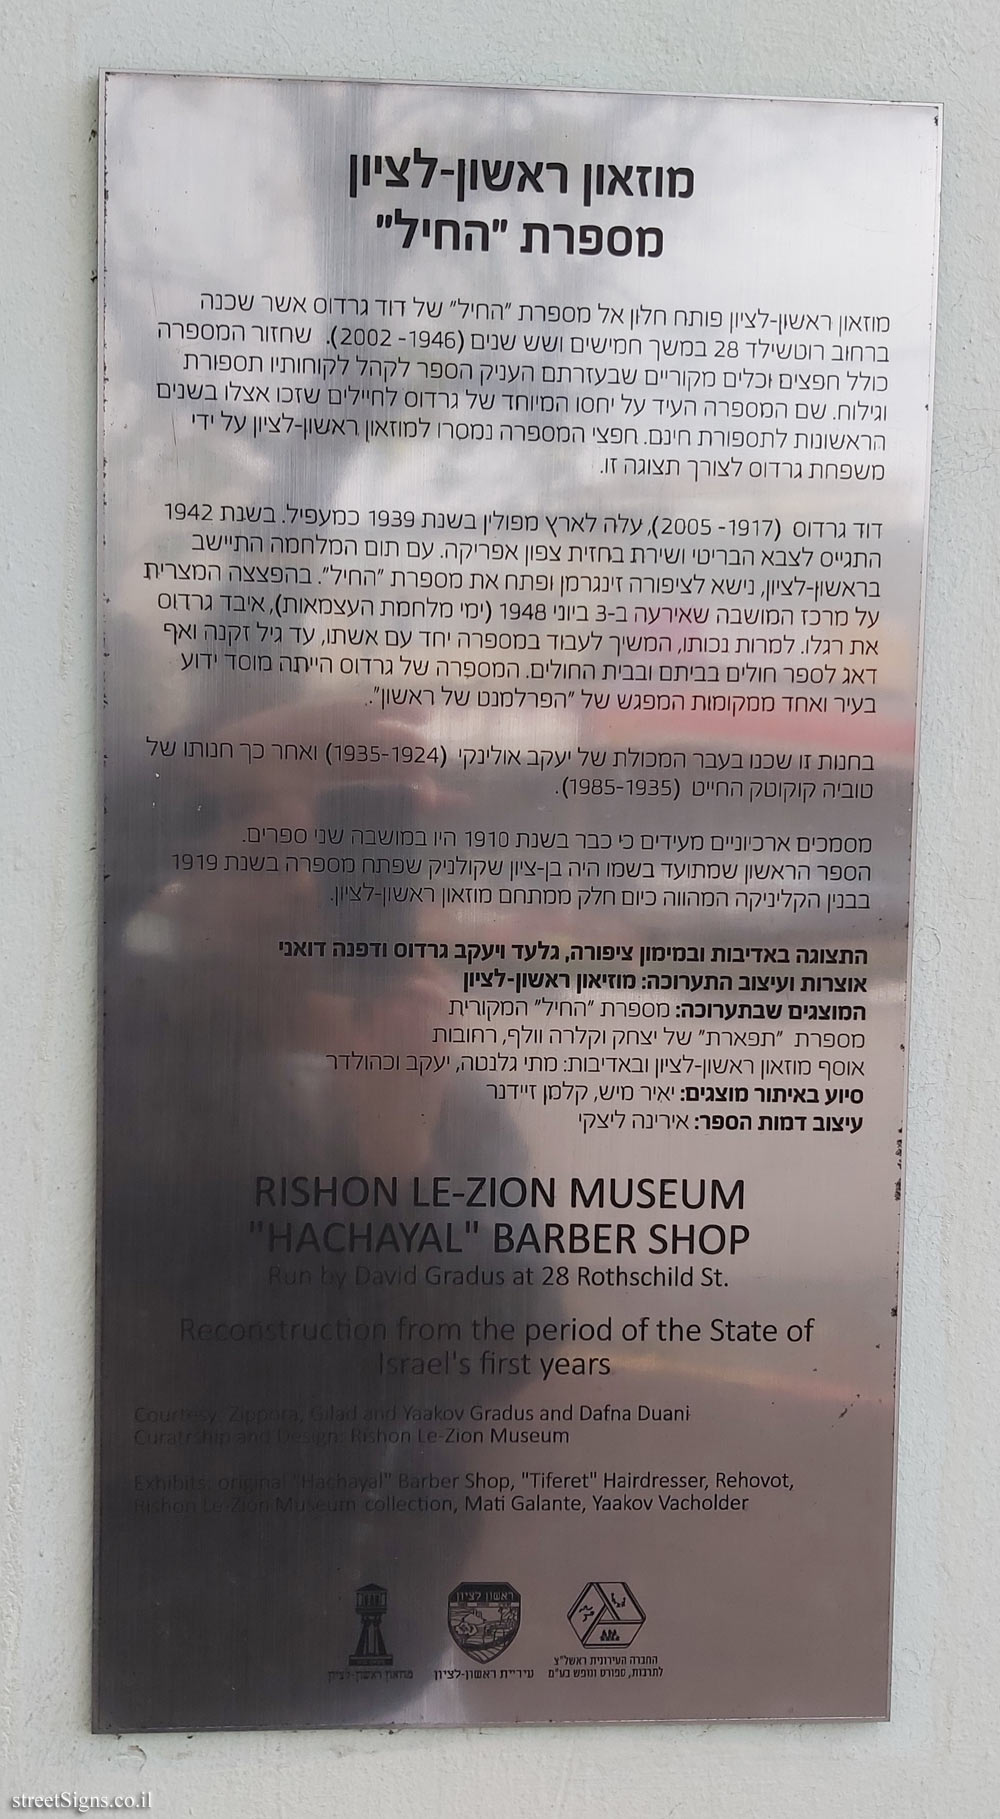 מוזאון ראשון-לציון
מספרת "החיל"
מוזאון ראשון-לציון פותח חלון אל מספרת "החיל" של דוד גרדוס אשר שכנה
ברחוב רוטשילד 28 במשך חמישים ושש שנים (1946- 2002). שחזור המספרה
כולל חפצים וכלים מקוריים שבעזרתם העניק הספר לקהל לקוחותיו תספורת
וגילוח. שם המספרה העיד על יחסו המיוחד של גרדוס לחיילים שזכו אצלו בשנים
הראשונות לתספורת חינם. חפצי המספרה נמסרו למוזאון ראשון-לציון על ידי
משפחת גרדוס לצורך תצוגה זו.
דוד גרדוס (1917- 2005), עלה לארץ מפולין בשנת 1939 כמעפיל. בשנת 1942
התגייס לצבא הבריטי ושירת בחזית צפון אפריקה. עם תום המלחמה התיישב
בראשון-לציון, נישא לציפורה זינגרמן ופתח את מספרת "החיל". בהפצצה המצרית
על מרכז המושבה שאירעה ב-3 ביוני 1948 (ימי מלחמת העצמאות), איבד גרדוס
את רגלו. למרות נכותו, המשיך לעבוד במספרה יחד עם אשתו, עד גיל זקנה ואף
דאג לספר חולים בביתם ובבית החולים. המספרה של גרדוס הייתה מוסד ידוע
בעיר ואחד ממקומות המפגש של "הפרלמנט של ראשון".
בחנות זו שכנו בעבר המכולת של יעקב אולינקי (1924-1935) ואחר כך חנותו של
טוביה קוקוטק החייט (1935-1985).
מסמכים ארכיוניים מעידים כי כבר בשנת 1910 היו במושבה שני ספרים.
הספר הראשון שמתועד בשמו היה בן-ציון שקולניק שפתח מספרה בשנת 1919
בבנין הקליניקה המהווה כיום חלק ממתחם מוזאון ראשון-לציון.
התצוגה באדיבות ובמימון ציפורה, גלעד ויעקב גרדוס ודפנה דואני
אוצרות ועיצוב התערוכה: מוזיאון ראשון-לציון
המוצגים שבתערוכה: מספרת "החיל" המקורית
מספרת "תפארת" של יצחק וקלרה וולף, רחובות
אוסף מוזאון ראשון-לציון ובאדיבות: מתי גלנטה, יעקב וכהולדר
סיוע באיתור מוצגים: יאיר מיש, קלמן זיידנר
עיצוב דמות הספר: אירינה ליצקי
RISHON LE-ZION MUSEUM
"HACHAYAL" BARBER SHOP
Run by David Gradus at 28 Rothschild St.
Reconstruction from the period of the State of
Israel's first years
Courtesy: Zippora, Gilad and Yaakov Gradus and Dafna Duani
Curatrship and Design: Rishon Le-Zion Museum
Exhibits: original "Hachayal" Barber Shop, "Tiferet" Hairdresser, Rehovot,
Rishon Le-Zion Museum collection, Mati Galante, Yaakov Vacholder
ראשון לציון
מוזאון ראשון-לציון
עיריית ראשון-לציון
החברה העירונית ראשל"צ
לתרבות, ספורט ונופש בע"מ
streetSigns.co.il